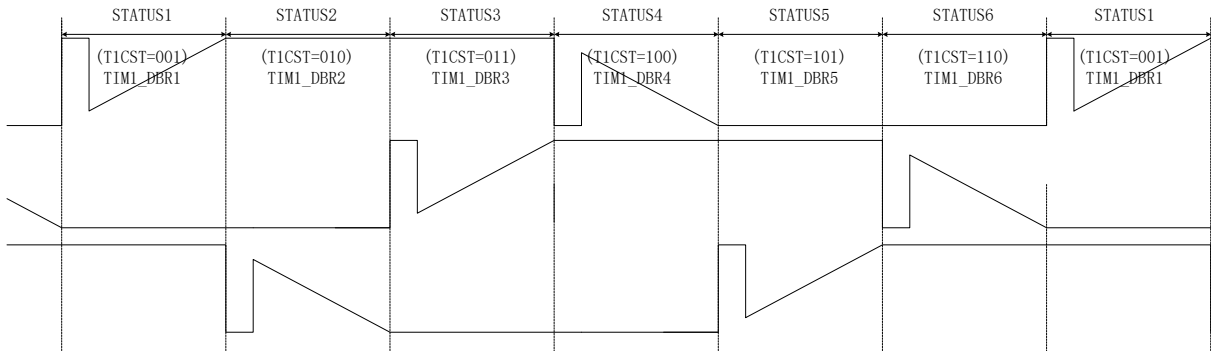 STATUS1 STATUS2 STATUS3 STATUS4 STATUS5 STATUS6 STATUS1
(T1CST=001) (T1CST=010) (T1CST=011) (T1CST=100) (T1CST=101) (T1CST=110) (T1CST=001)
TIM1_DBR1 TIM1_DBR2 TIM1_DBR3 TIM1_DBR4 TIM1_DBR5 TIM1_DBR6 TIM1_DBR1